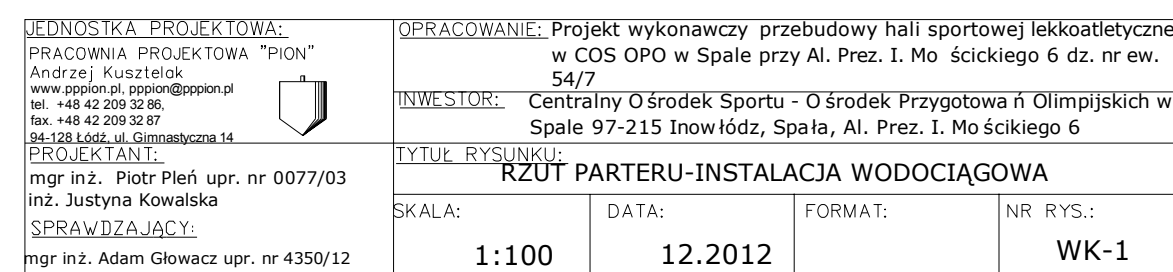 JEDNOSTKA PROJEKTOWA:
PRACOWNIA PROJEKTOWA "PION"
Andrzej Kusztelak
www.pppion.pl, pppion@pppion.pl
tel. +48 42 209 32 86,
fax. +48 42 209 32 87
94-128 Łódź, ul. Gimnastyczna 14
OPRACOWANIE: Projekt wykonawczy przebudowy hali sportowej lekkoatletyczne
w COS OPO w Spale przy Al. Prez. I. Mo ścickiego 6 dz. nr ew.
54/7
INWESTOR: Centralny O środek Sportu - O środek Przygotowa ń Olimpijskich w
Spale 97-215 Inow łódz, Spała, Al. Prez. I. Mo ścikiego 6
PROJEKTANT:
mgr inż. Piotr Pleń upr. nr 0077/03
inż. Justyna Kowalska
SPRAWDZAJĄCY:
mgr inż. Adam Głowacz upr. nr 4350/12
TYTUŁ RYSUNKU:
RZUT PARTERU-INSTALACJA WODOCIĄGOWA
SKALA:
1:100
DATA:
12.2012
FORMAT:
NR RYS.:
WK-1